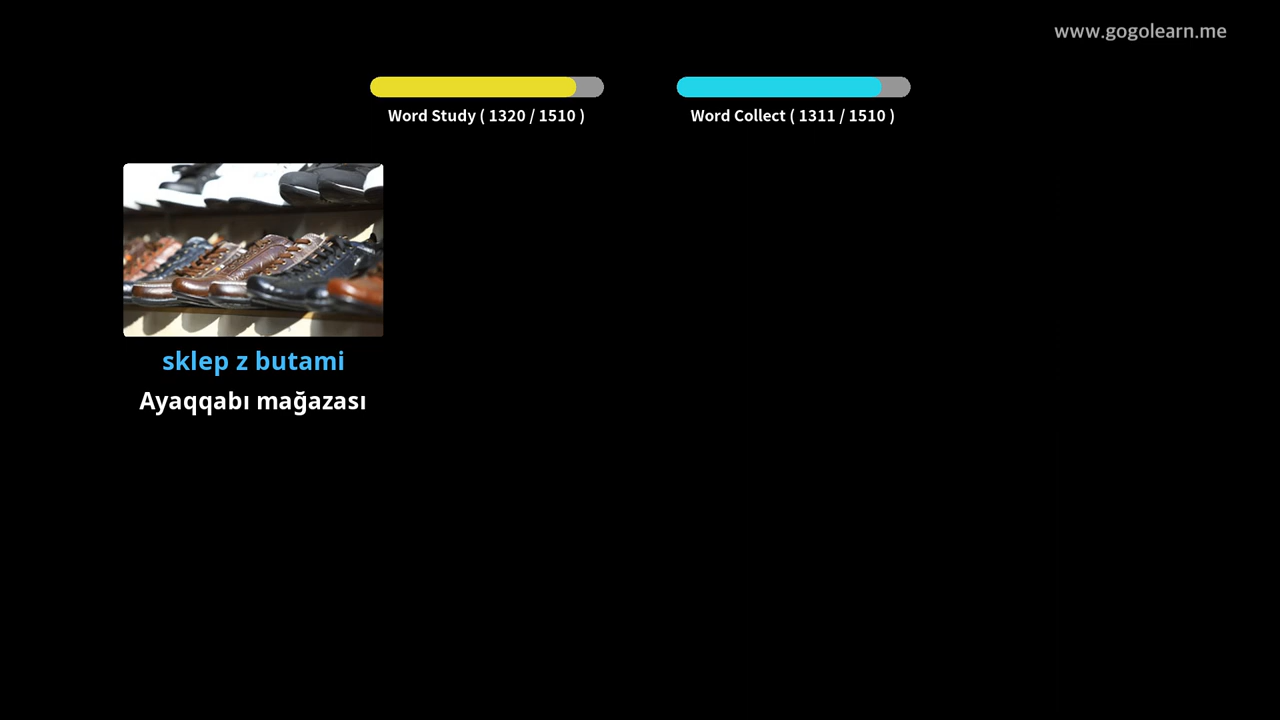 www.gogolearn.me
Word Study ( 1320 / 1510 )
Word Collect ( 1311 / 1510 )
sklep z butami
Ayaqqabı mağazası